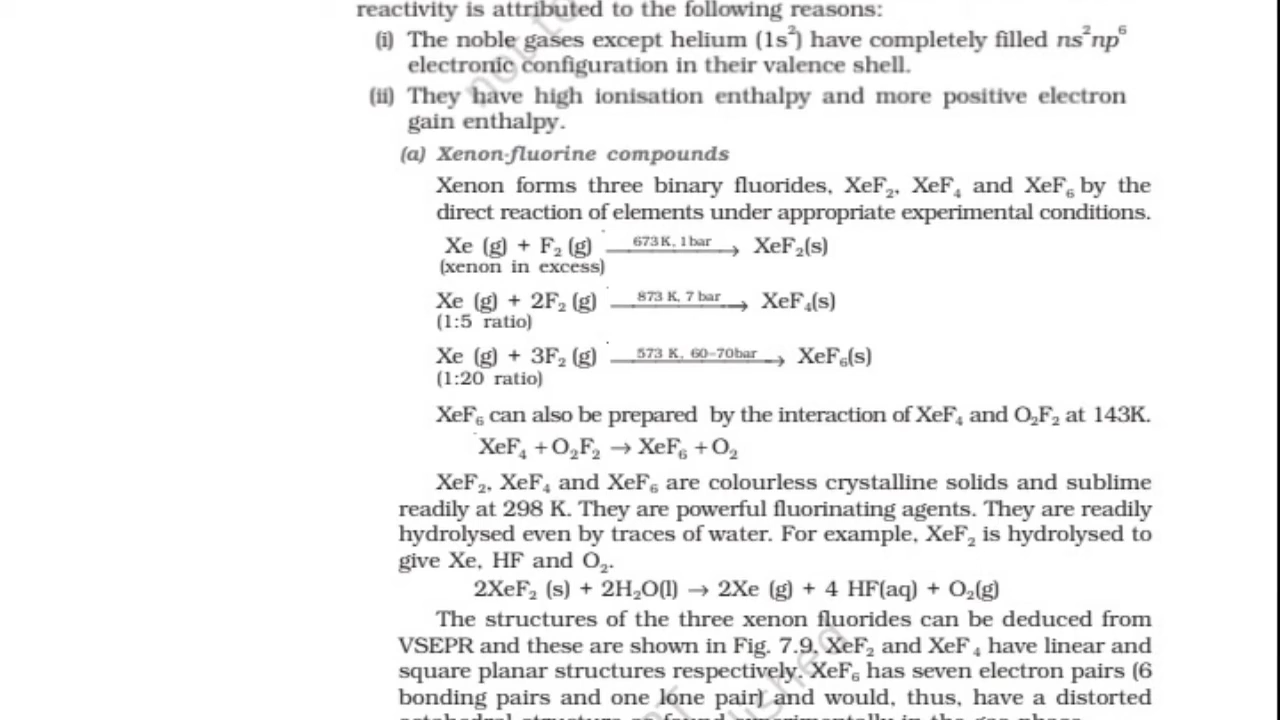 reactivity is attributed to the following reasons:
(i) The noble gases except helium (1s²) have completely filled ns²np⁶
electronic configuration in their valence shell.
(ii) They have high ionisation enthalpy and more positive electron
gain enthalpy.
(a) Xenon-fluorine compounds
Xenon forms three binary fluorides, XeF₂, XeF₄ and XeF₆ by the
direct reaction of elements under appropriate experimental conditions.
Xe (g) + F₂ (g) 673 K, 1 bar → XeF₂(s)
(xenon in excess)
Xe (g) + 2F₂ (g) 873 K, 7 bar → XeF₄(s)
(1:5 ratio)
Xe (g) + 3F₂ (g) 573 K, 60–70 bar → XeF₆(s)
(1:20 ratio)
XeF₆ can also be prepared by the interaction of XeF₄ and O₂F₂ at 143K.
XeF₄ + O₂F₂ → XeF₆ + O₂
XeF₂, XeF₄ and XeF₆ are colourless crystalline solids and sublime
readily at 298 K. They are powerful fluorinating agents. They are readily
hydrolysed even by traces of water. For example, XeF₂ is hydrolysed to
give Xe, HF and O₂.
2XeF₂ (s) + 2H₂O(l) → 2Xe (g) + 4 HF(aq) + O₂(g)
The structures of the three xenon fluorides can be deduced from
VSEPR and these are shown in Fig. 7.9. XeF₂ and XeF₄ have linear and
square planar structures respectively. XeF₆ has seven electron pairs (6
bonding pairs and one lone pair) and would, thus, have a distorted